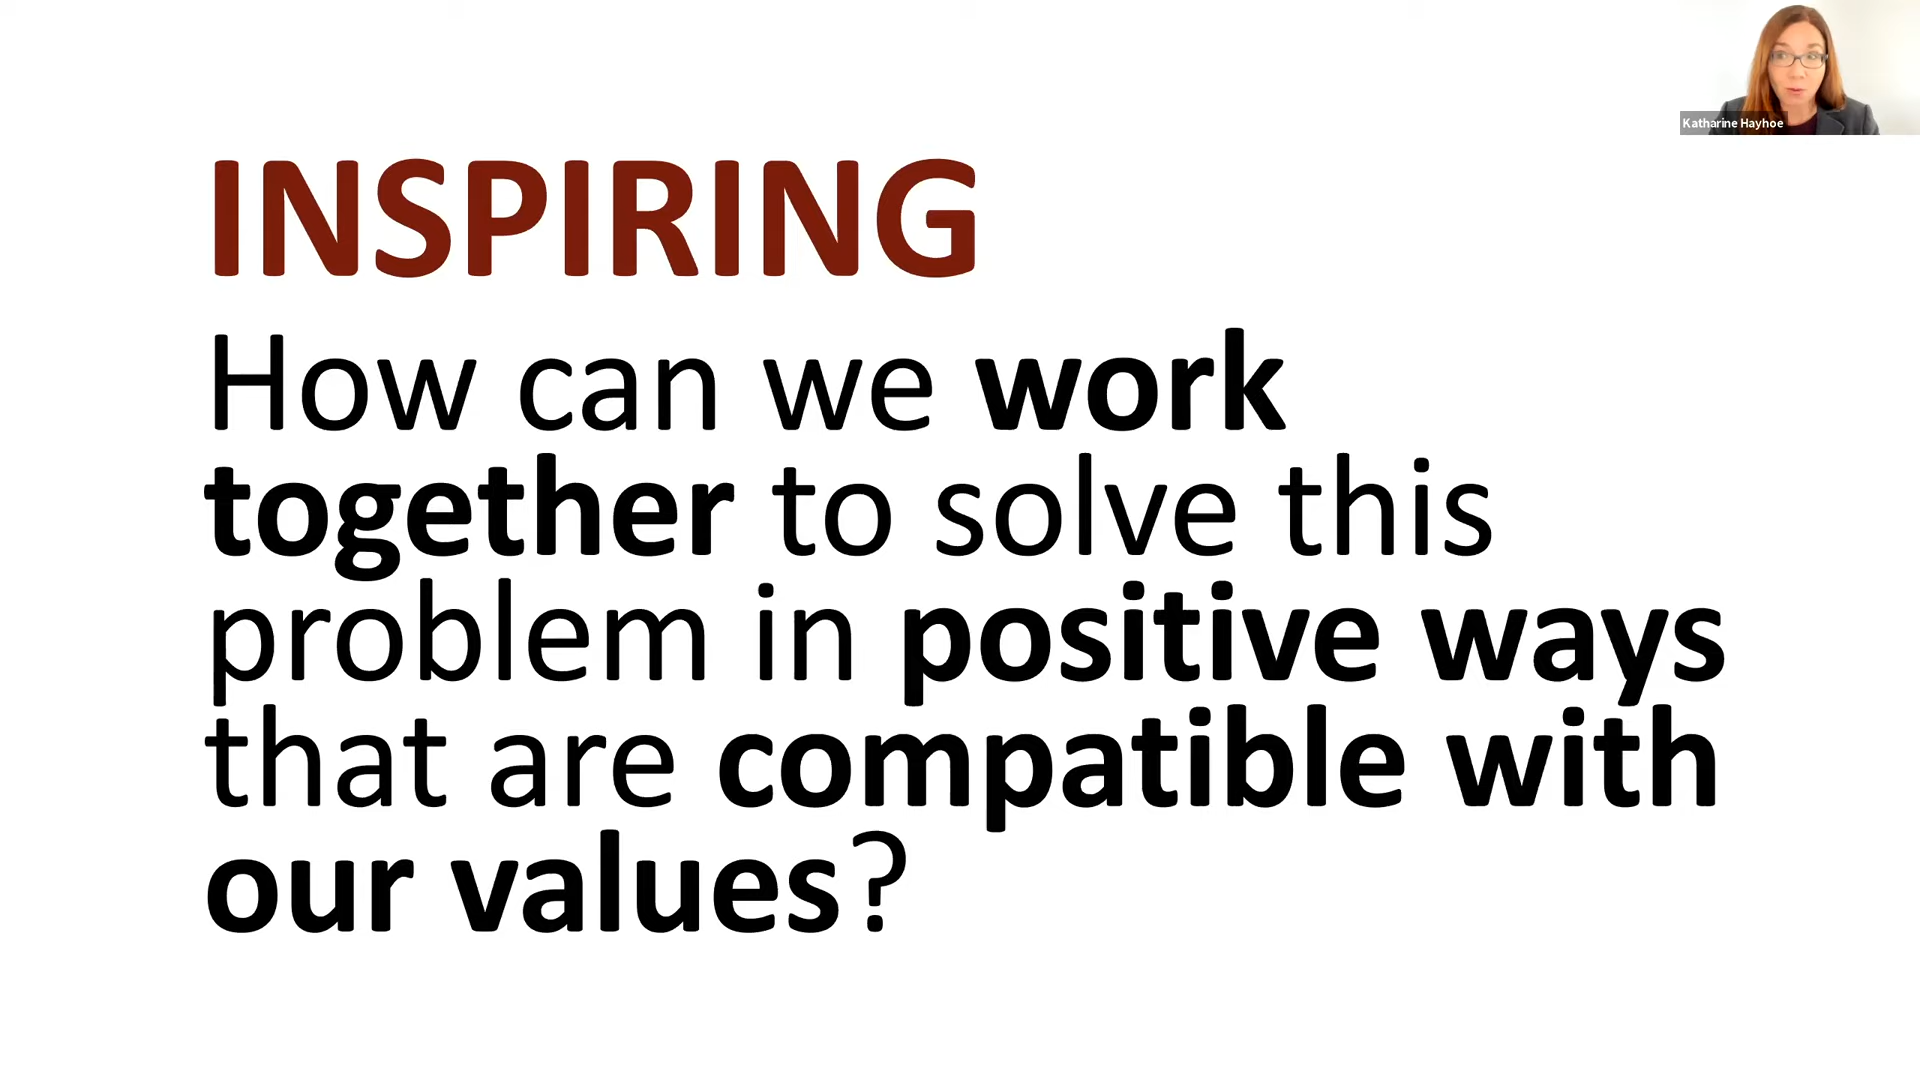 Katharine Hayhoe
INSPIRING
How can we work
together to solve this
problem in positive ways
that are compatible with
our values?